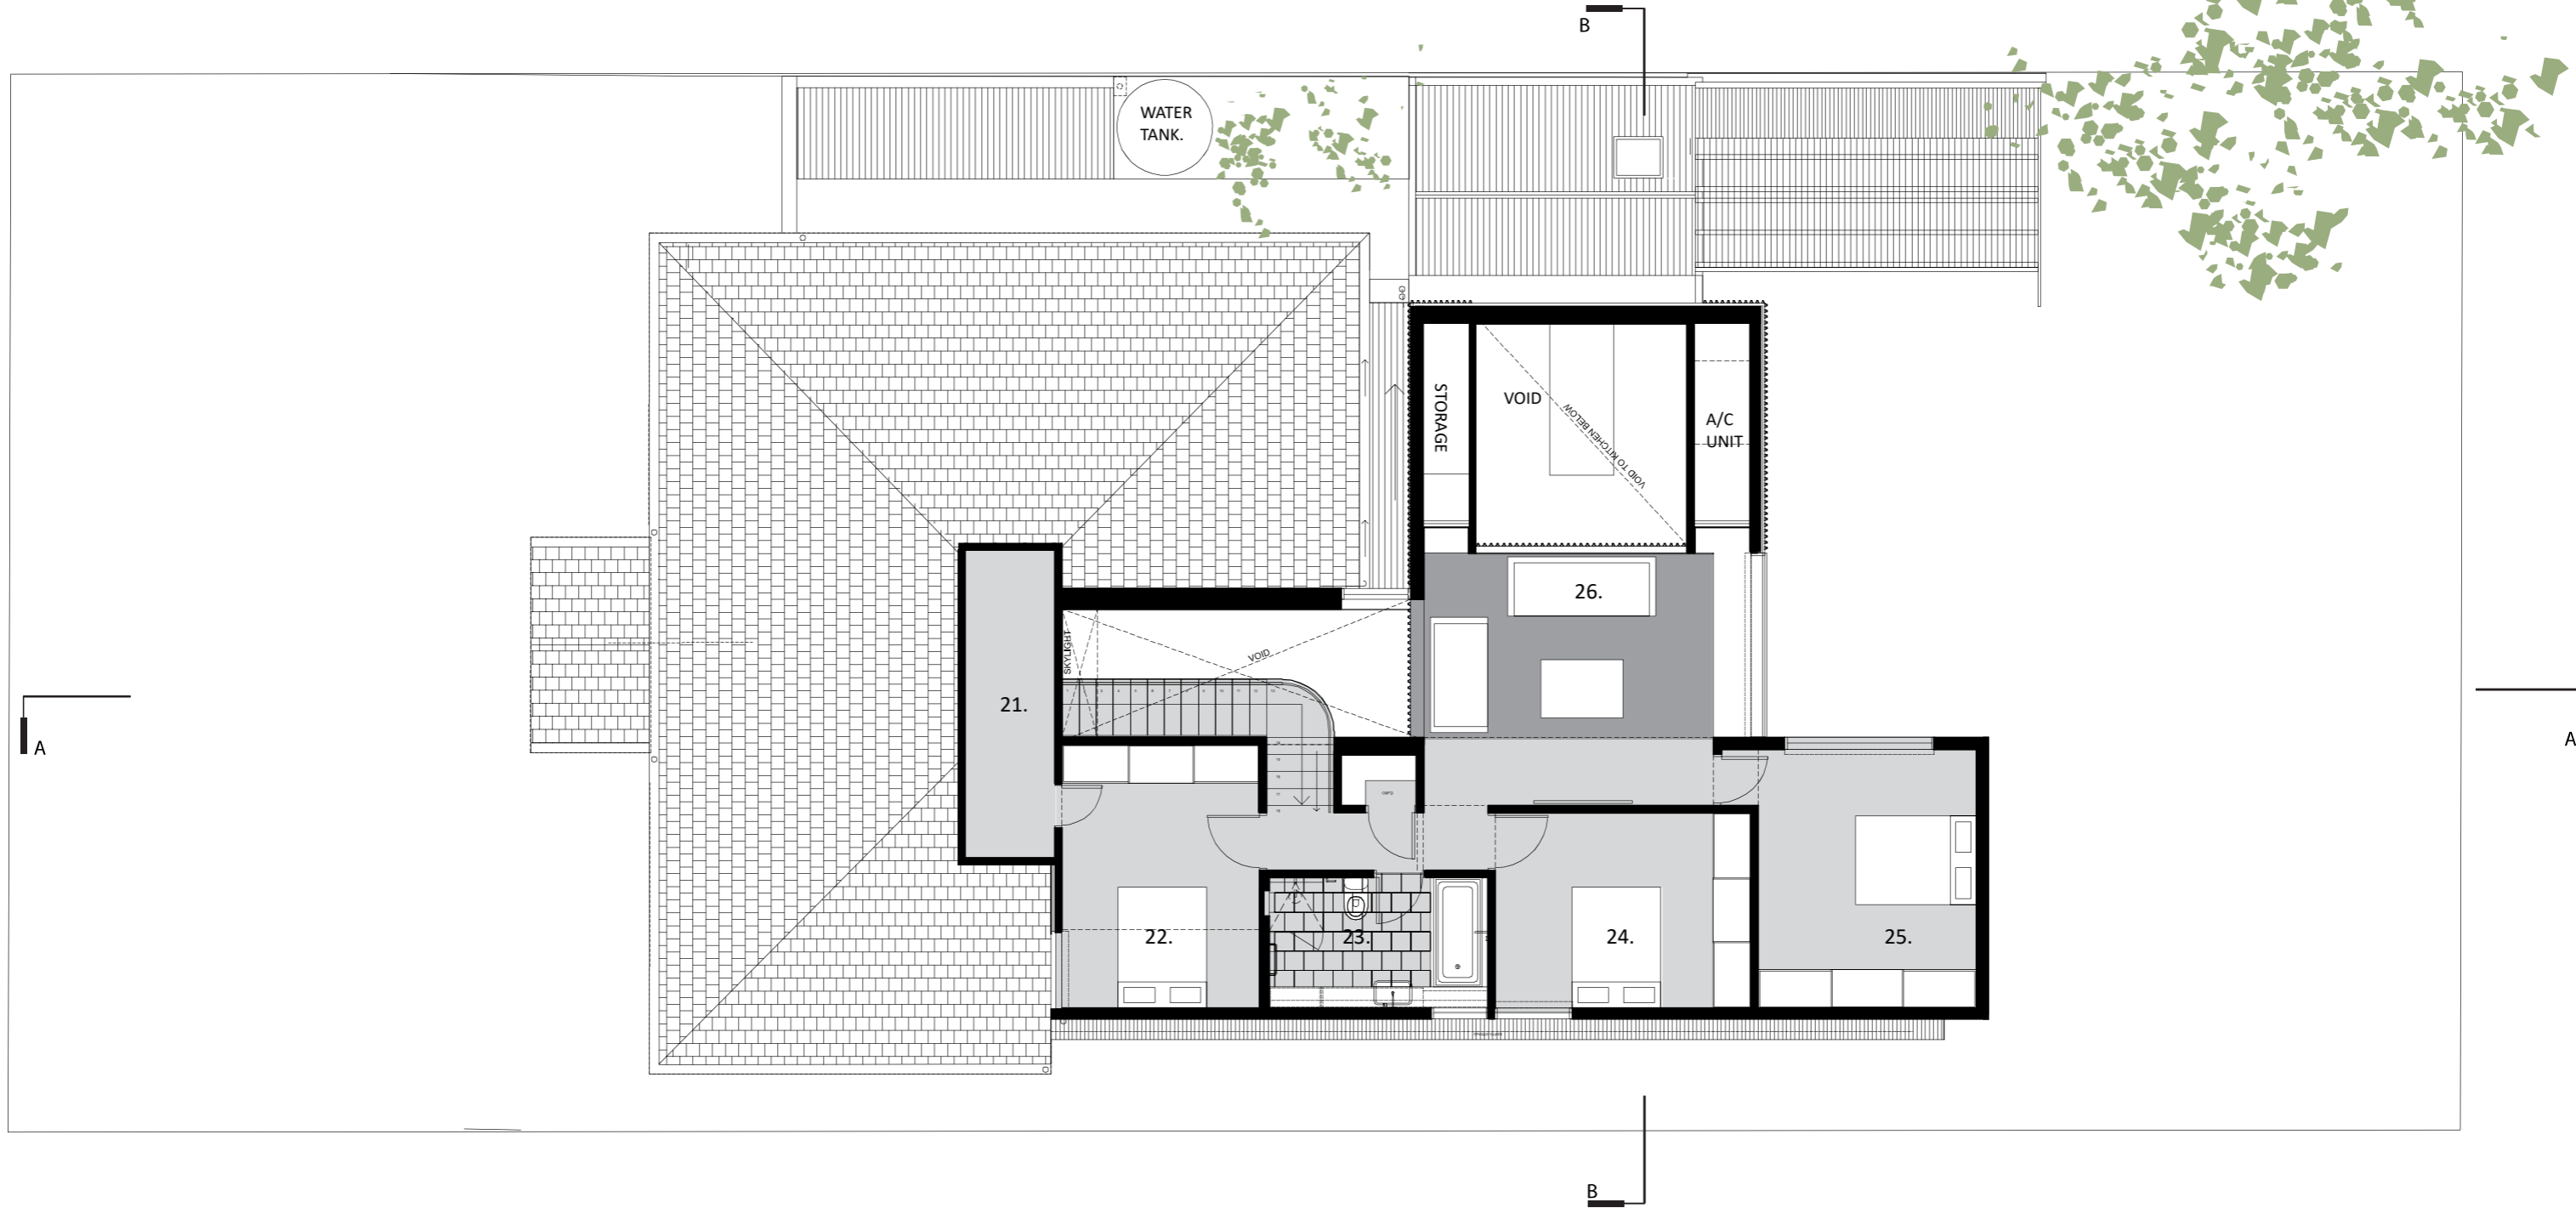 B
WATER
TANK.
STORAGE
VOID
VOID TO KITCHEN BELOW
A/C
UNIT
26.
SKYLIGHT
VOID
21.
A
A
22.
23.
24.
25.
B